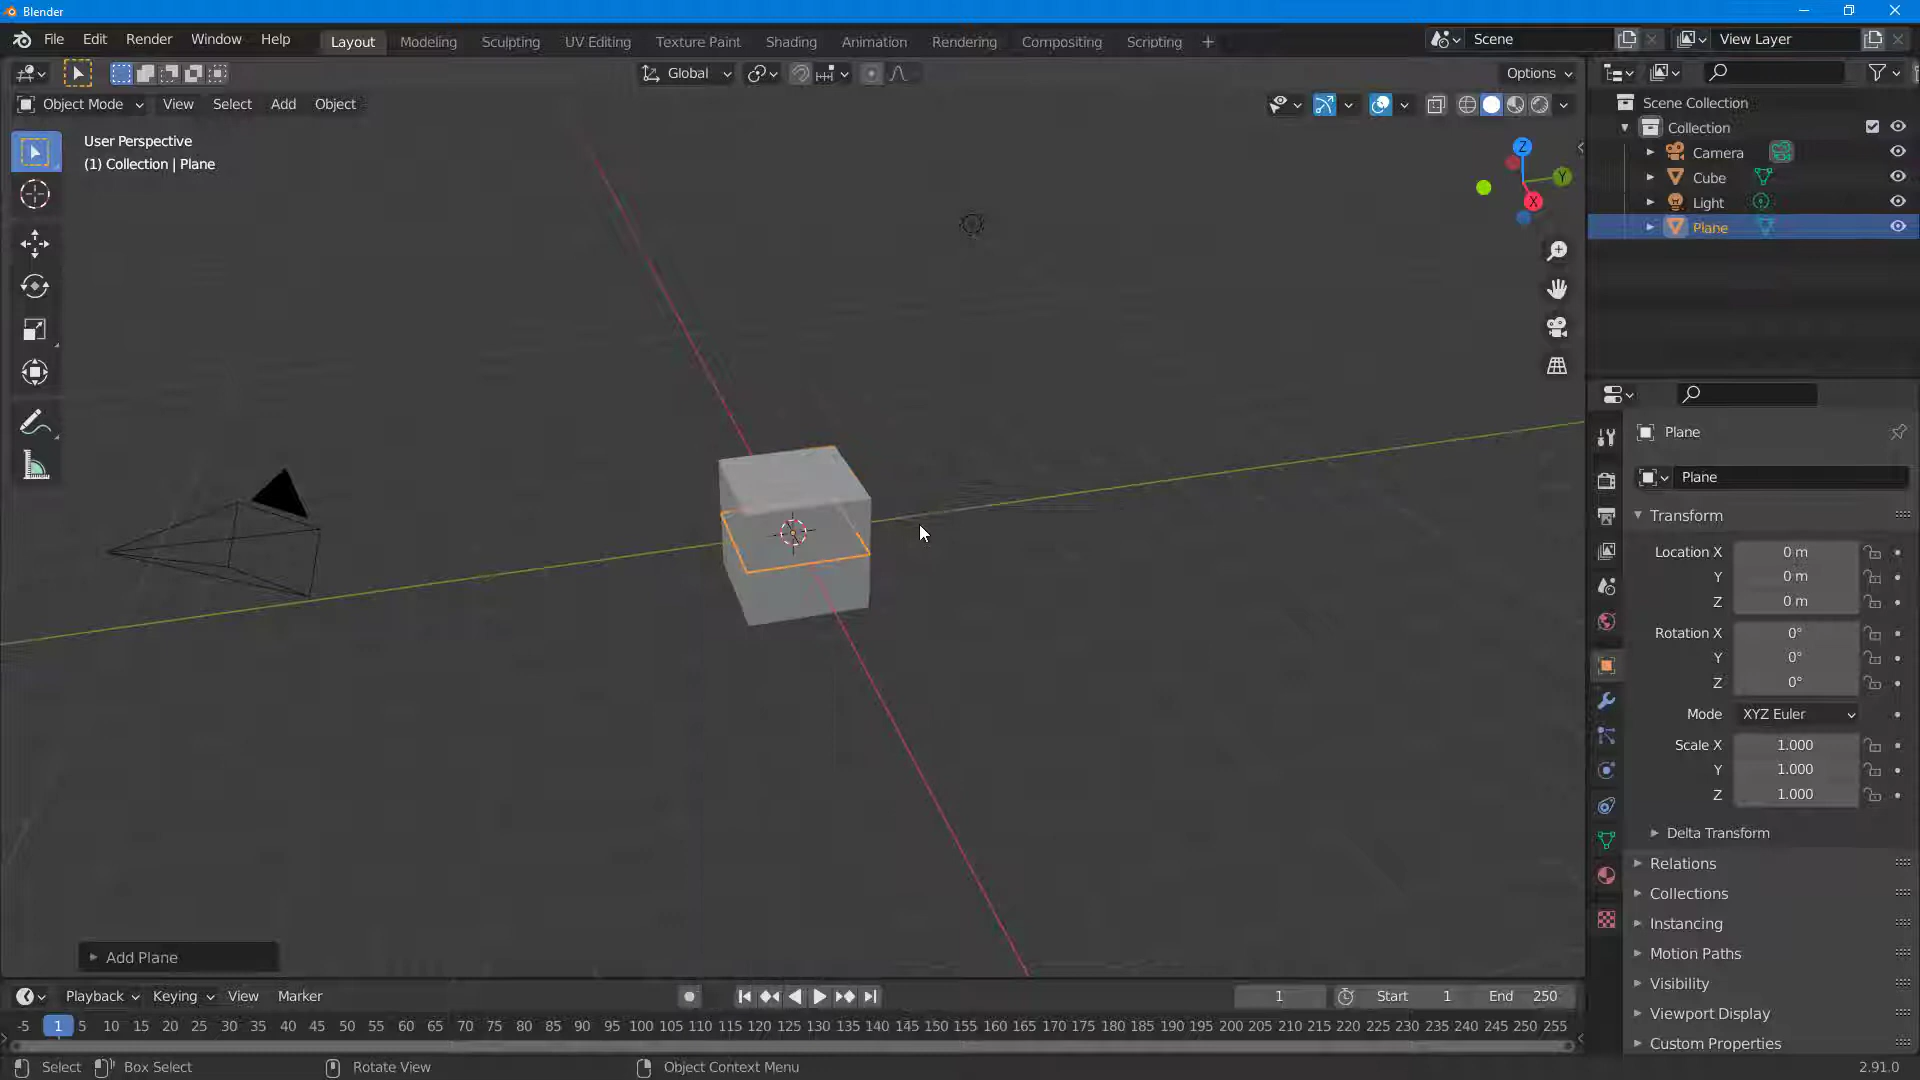 Blender
File Edit Render Window Help Layout Modeling Sculpting UV Editing Texture Paint Shading Animation Rendering Compositing Scripting + Scene View Layer
Global Options
Object Mode View Select Add Object
User Perspective
(1) Collection | Plane
Z
Y
X
Scene Collection
Collection
Camera
Cube
Light
Plane
Plane
Plane
Transform
Location X 0 m
Y 0 m
Z 0 m
Rotation X 0°
Y 0°
Z 0°
Mode XYZ Euler
Scale X 1.000
Y 1.000
Z 1.000
Delta Transform
Relations
Collections
Instancing
Motion Paths
Visibility
Viewport Display
Custom Properties
Add Plane
Playback Keying View Marker 1 Start 1 End 250
-5 1 5 10 15 20 25 30 35 40 45 50 55 60 65 70 75 80 85 90 95 100 105 110 115 120 125 130 135 140 145 150 155 160 165 170 175 180 185 190 195 200 205 210 215 220 225 230 235 240 245 250 255
Select Box Select Rotate View Object Context Menu 2.91.0